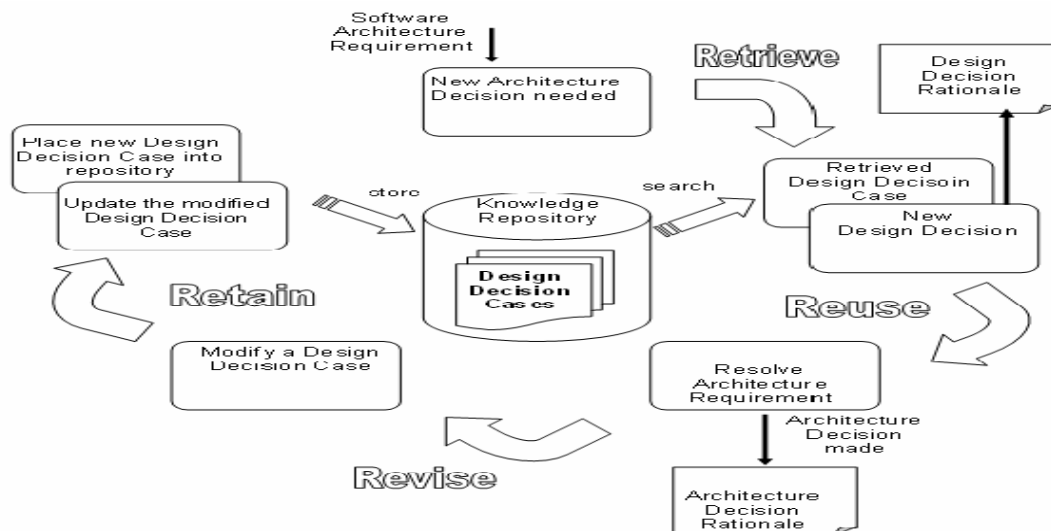 Software
Architecture
Requirement
New Architecture
Decision needed
Retrieve
Design
Decision
Rationale
Place new Design
Decision Case into
repository
Update the modified
Design Decision
Case
store
Knowledge
Repository
Design
Decision
Cases
search
Retrieved
Design Decisoin
Case
New
Design Decision
Retain
Reuse
Modify a Design
Decision Case
Resolve
Architecture
Requirement
Architecture
Decision
made
Revise
Architecture
Decision
Rationale